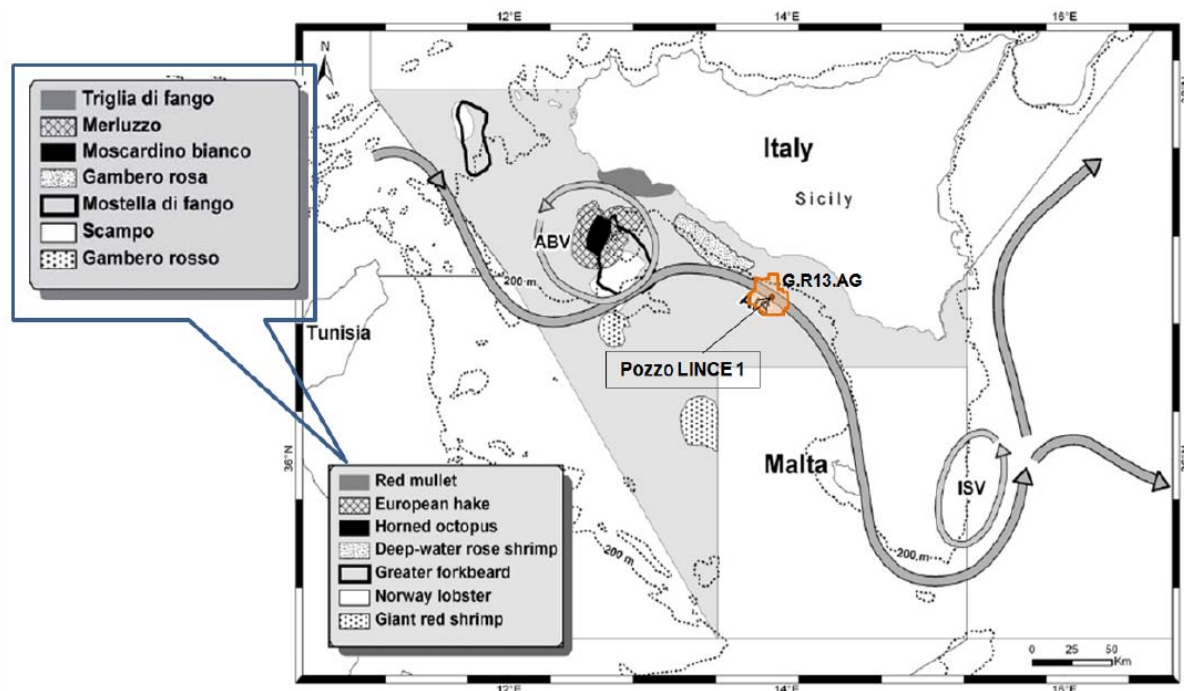 12°E
14°E
16°E
N
Triglia di fango
Merluzzo
Moscardino bianco
Gambero rosa
Mostella di fango
Scampo
Gambero rosso
Italy
Sicily
ABV
200 m
G.R13.AG
Tunisia
Pozzo LINCE 1
36°N
Malta
ISV
Red mullet
European hake
Horned octopus
Deep-water rose shrimp
Greater forkbeard
Norway lobster
Giant red shrimp
200 m
200 m
0 25 50
Km
12°E
14°E
16°E